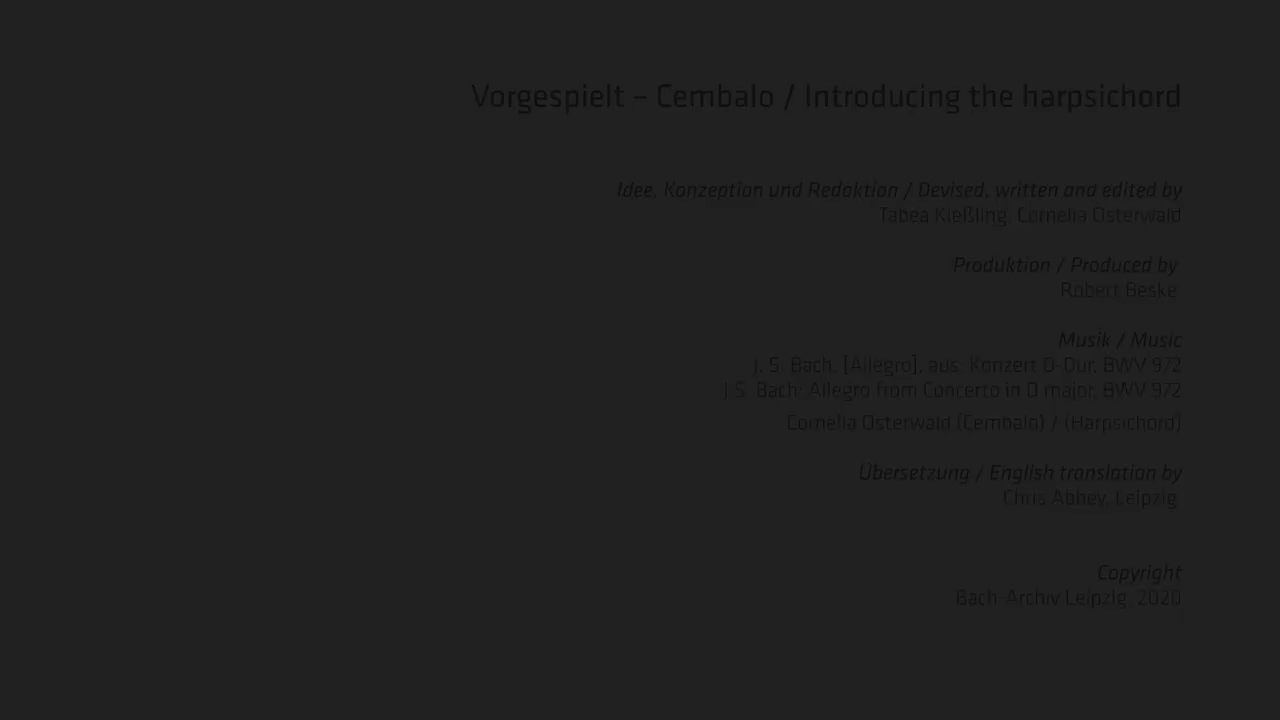 Vorgespielt – Cembalo / Introducing the harpsichord
Idee, Konzeption und Redaktion / Devised, written and edited by
Tabea Kießling, Cornelia Osterwald
Produktion / Produced by
Robert Beske
Musik / Music
J. S. Bach: [Allegro], aus: Konzert D-Dur, BWV 972
J.S. Bach: Allegro from Concerto in D major, BWV 972
Cornelia Osterwald (Cembalo) / (Harpsichord)
Übersetzung / English translation by
Chris Abbey, Leipzig
Copyright
Bach-Archiv Leipzig, 2020